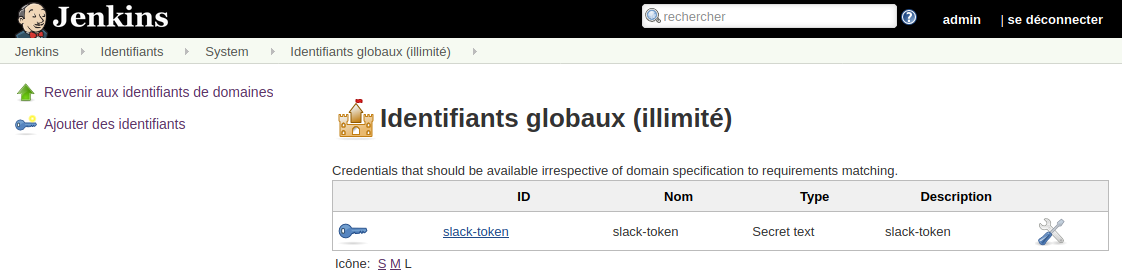 Jenkins
rechercher
?
admin | se déconnecter
Jenkins Identifiants System Identifiants globaux (illimité)
Revenir aux identifiants de domaines
Ajouter des identifiants
Identifiants globaux (illimité)
Credentials that should be available irrespective of domain specification to requirements matching.
ID Nom Type Description
slack-token slack-token Secret text slack-token
Icône: S M L